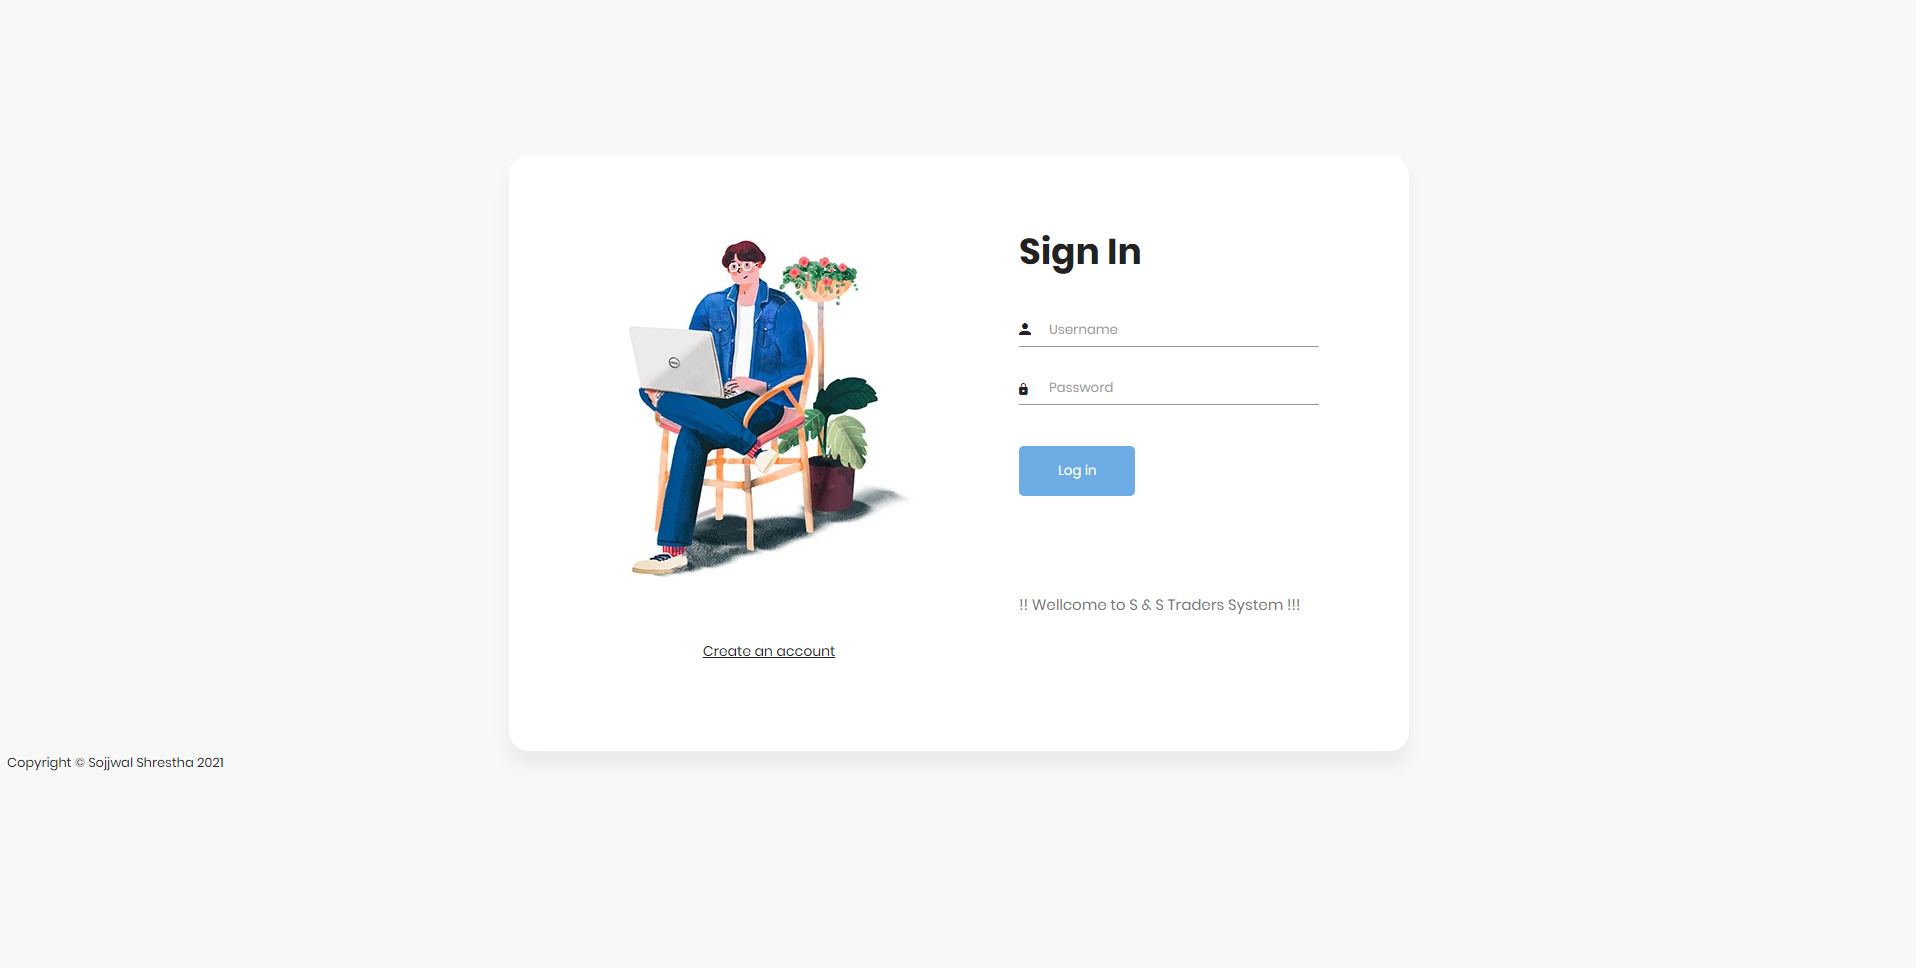 Sign In
Username
Password
Log in
!! Wellcome to S & S Traders System !!!
Create an account
Copyright © Sojjwal Shrestha 2021